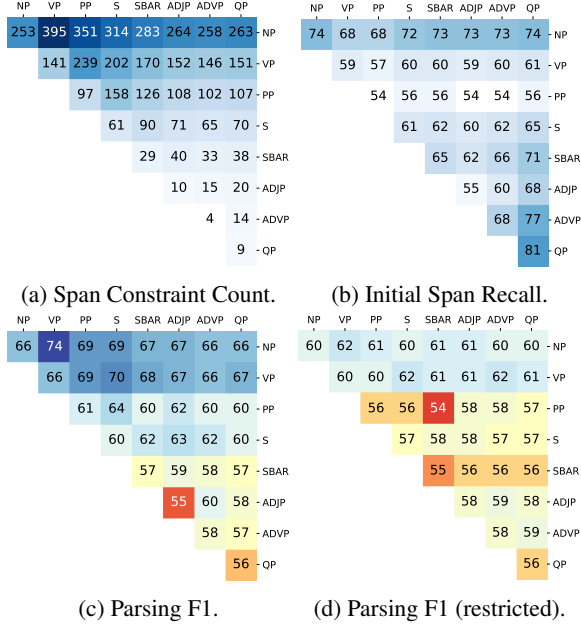 NP VP PP S SBAR ADJP ADVP QP
253 395 351 314 283 264 258 263 NP
141 239 202 170 152 146 151 VP
97 158 126 108 102 107 PP
61 90 71 65 70 S
29 40 33 38 SBAR
10 15 20 ADJP
4 14 ADVP
9 QP
(a) Span Constraint Count.
NP VP PP S SBAR ADJP ADVP QP
74 68 68 72 73 73 73 74 NP
59 57 60 60 59 60 61 VP
54 56 56 54 54 56 PP
61 62 60 62 65 S
65 62 66 71 SBAR
55 60 68 ADJP
68 77 ADVP
81 QP
(b) Initial Span Recall.
NP VP PP S SBAR ADJP ADVP QP
66 74 69 69 67 67 66 66 NP
66 69 70 68 67 66 67 VP
61 64 60 62 60 60 PP
60 62 63 62 60 S
57 59 58 57 SBAR
55 60 58 ADJP
58 57 ADVP
56 QP
(c) Parsing F1.
NP VP PP S SBAR ADJP ADVP QP
60 62 61 60 61 61 60 60 NP
60 60 62 61 61 62 61 VP
56 56 54 58 58 57 PP
57 58 58 57 57 S
55 56 56 56 SBAR
58 59 58 ADJP
58 59 ADVP
56 QP
(d) Parsing F1 (restricted).